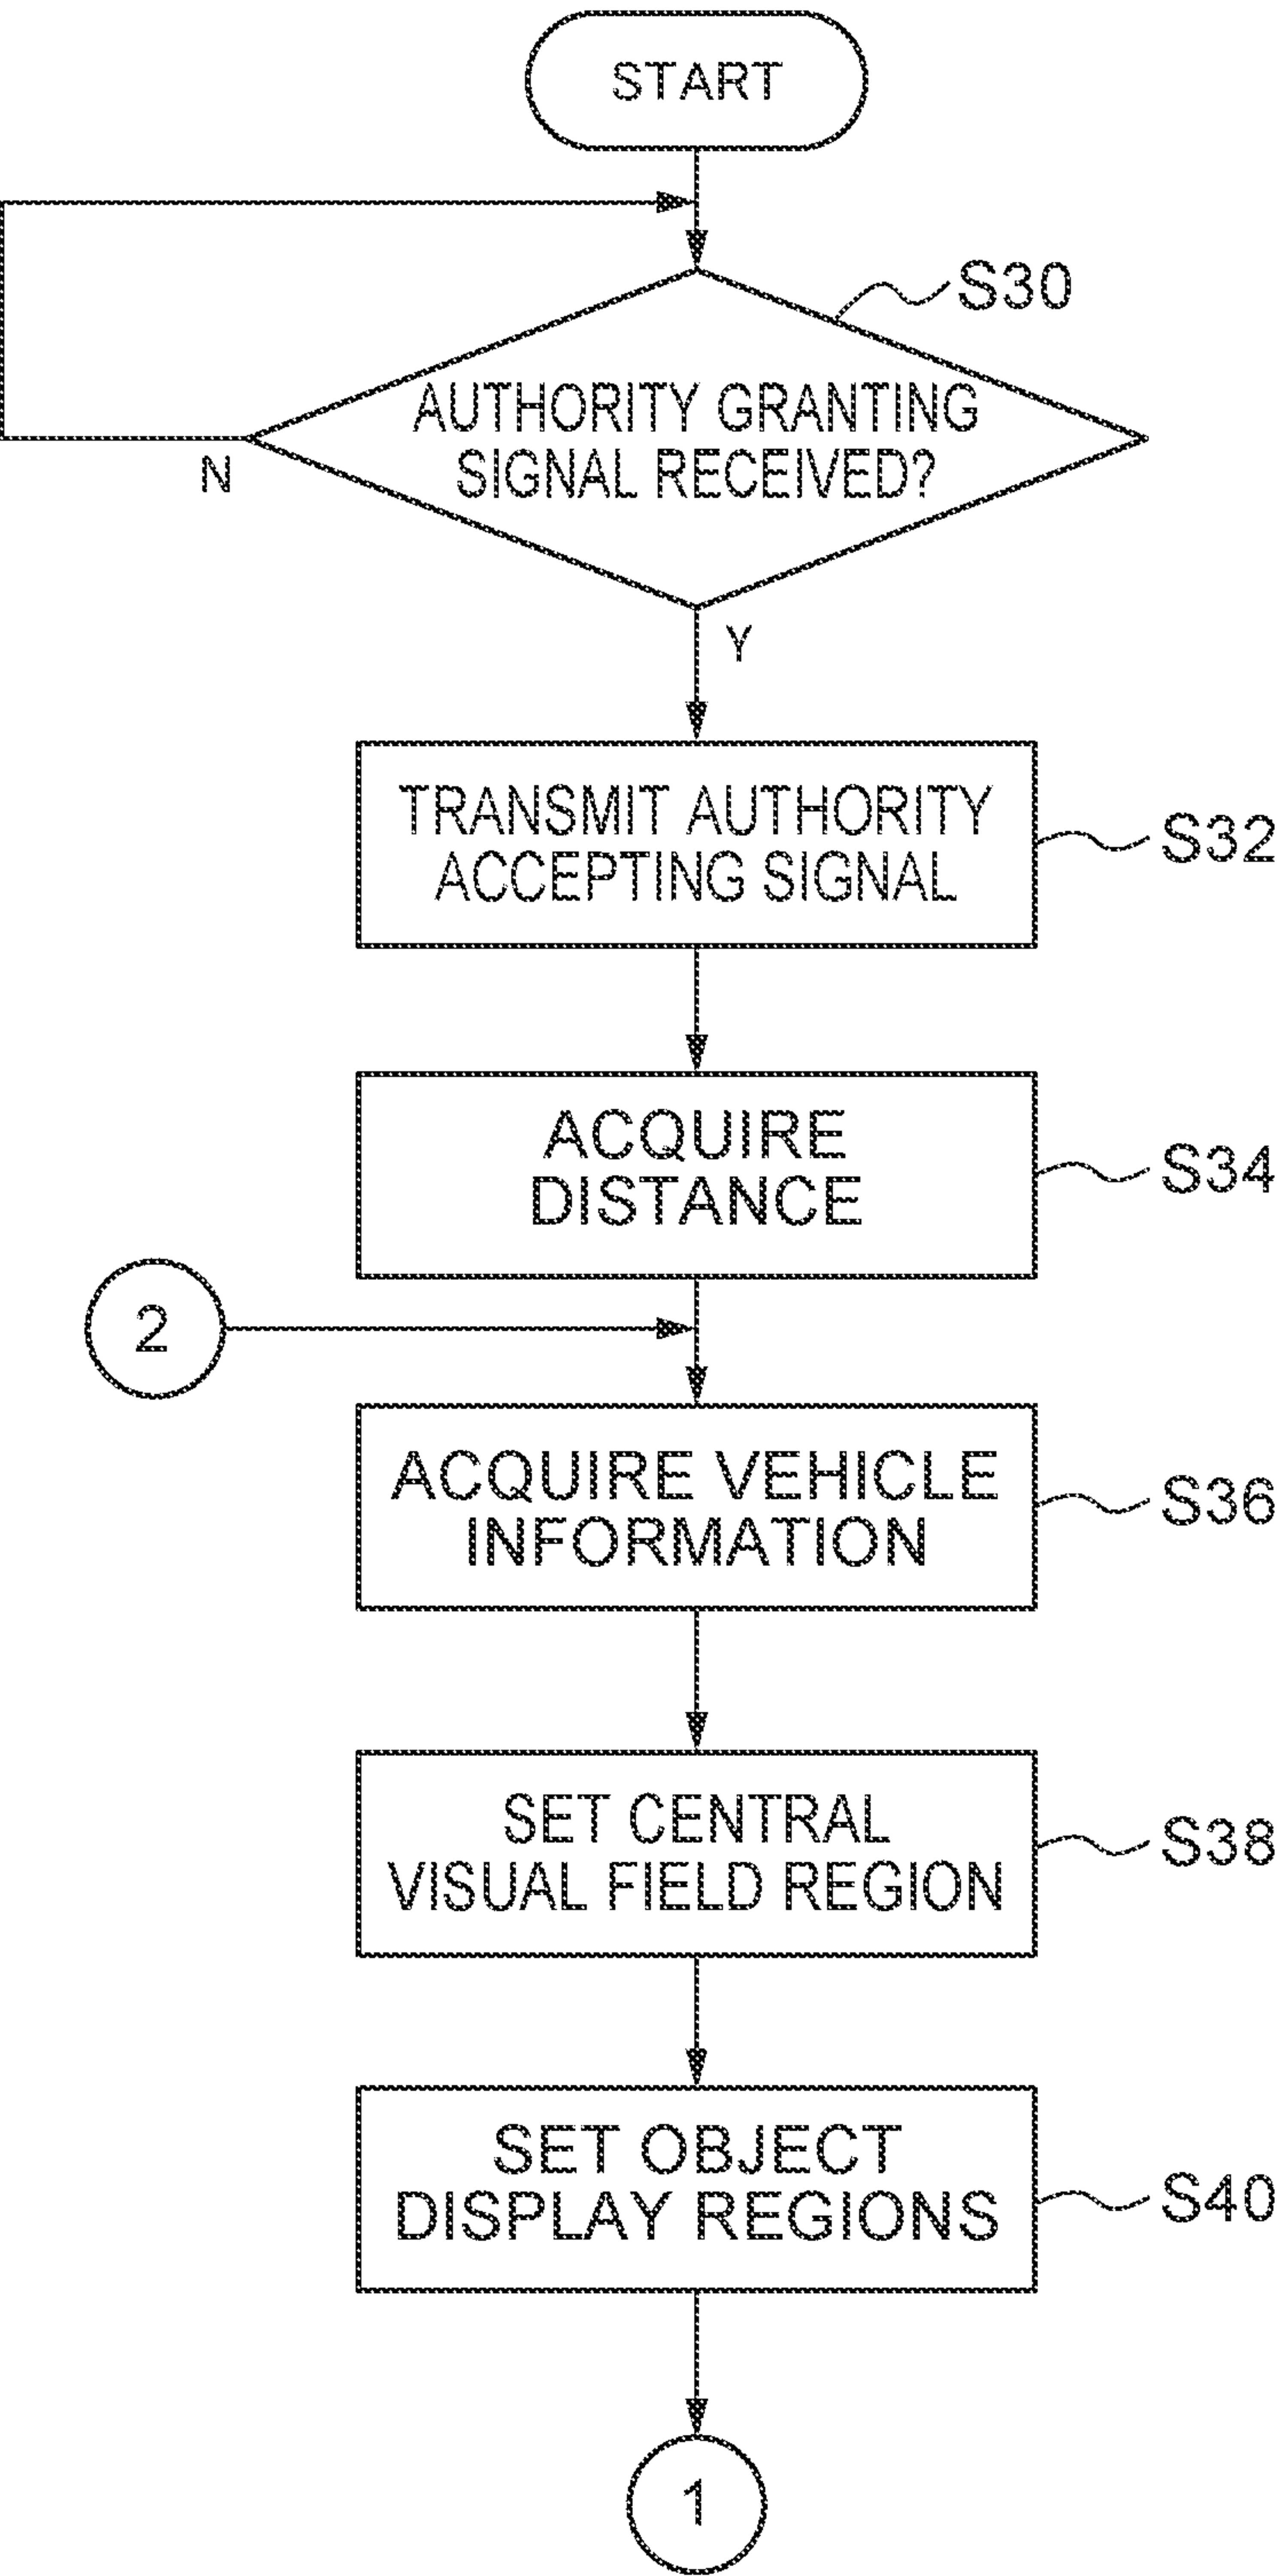 START
S30
AUTHORITY GRANTING
SIGNAL RECEIVED?
N
Y
TRANSMIT AUTHORITY
ACCEPTING SIGNAL
S32
ACQUIRE
DISTANCE
S34
2
ACQUIRE VEHICLE
INFORMATION
S36
SET CENTRAL
VISUAL FIELD REGION
S38
SET OBJECT
DISPLAY REGIONS
S40
1